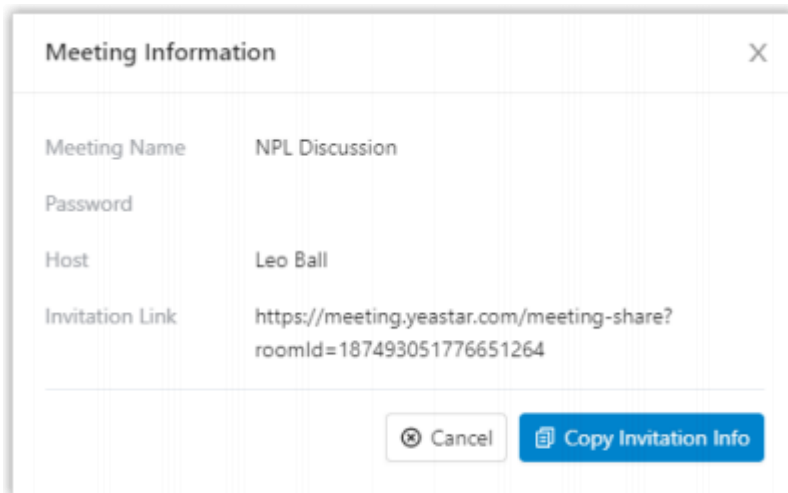 Meeting Information
Meeting Name NPL Discussion
Password
Host Leo Ball
Invitation Link https://meeting.yeastar.com/meeting-share?
roomId=187493051776651264
Cancel Copy Invitation Info